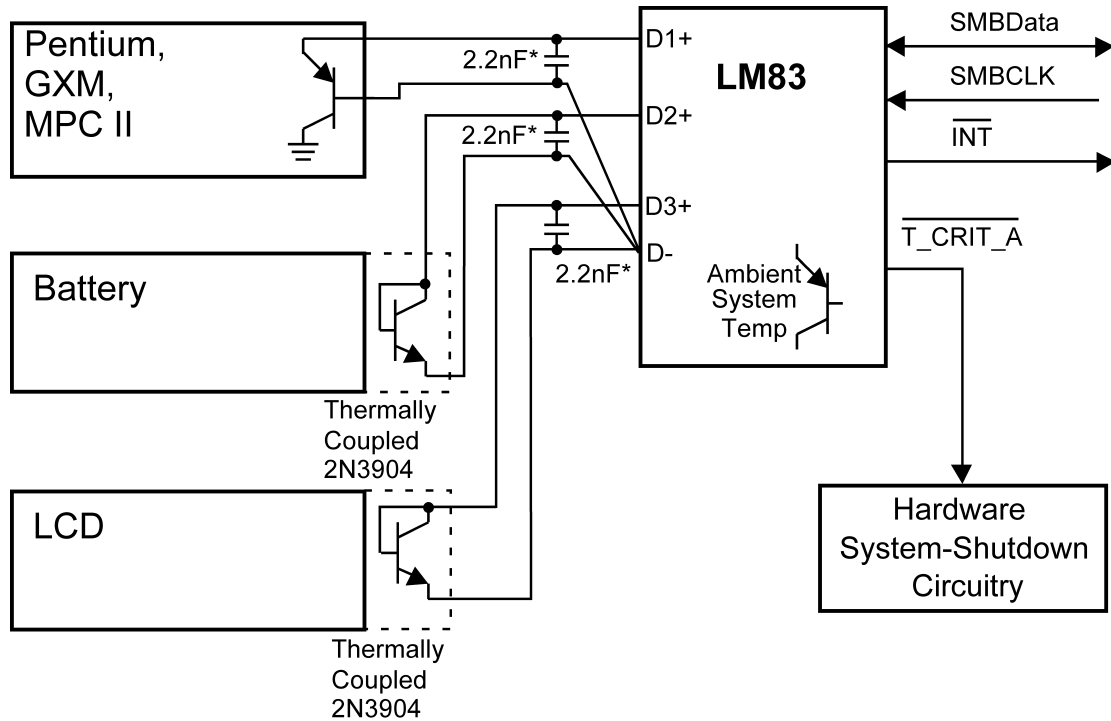 Pentium,
GXM,
MPC II
2.2nF*
D1+
LM83
SMBData
SMBCLK
2.2nF*
D2+
INT
D3+
T_CRIT_A
D-
2.2nF*
Battery
Ambient
System
Temp
Thermally
Coupled
2N3904
LCD
Hardware
System-Shutdown
Circuitry
Thermally
Coupled
2N3904